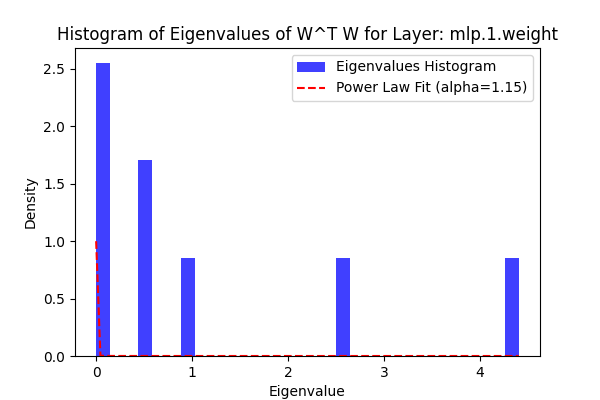 Histogram of Eigenvalues of W^T W for Layer: mlp.1.weight
Eigenvalues Histogram
Power Law Fit (alpha=1.15)
Density
2.5
2.0
1.5
1.0
0.5
0.0
0 1 2 3 4
Eigenvalue